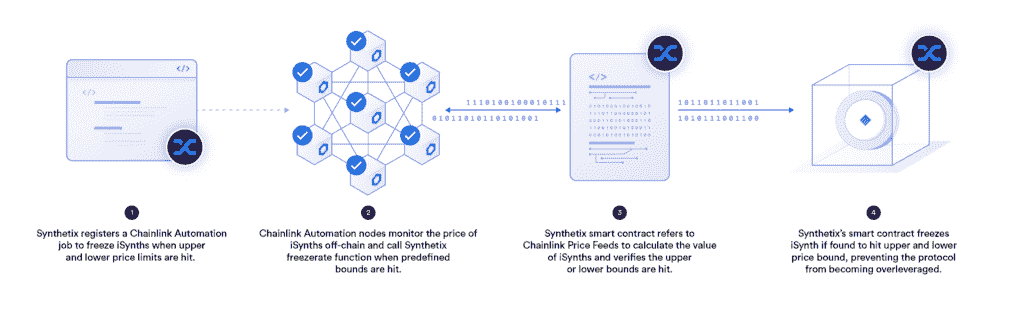 </>
</>
1110100100010111
01011010110101001
</>
1011011011001
1010111001100
1
Synthetix registers a Chainlink Automation
job to freeze iSynths when upper
and lower price limits are hit.
2
Chainlink Automation nodes monitor the price of
iSynths off-chain and call Synthetix
freezerate function when predefined
bounds are hit.
3
Synthetix smart contract refers to
Chainlink Price Feeds to calculate the value
of iSynths and verifies the upper
or lower bounds are hit.
4
Synthetix's smart contract freezes
iSynth if found to hit upper and lower
price bound, preventing the protocol
from becoming overleveraged.